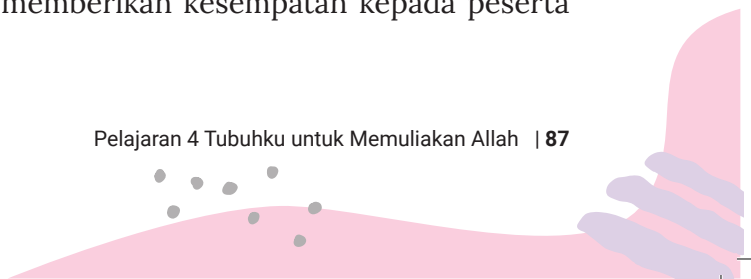 memberikan kesempatan kepada peserta
Pelajaran 4 Tubuhku untuk Memuliakan Allah | 87